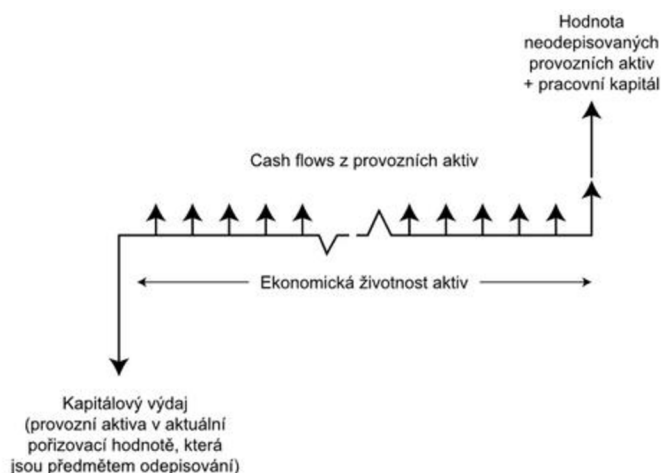 Hodnota
neodepisovaných
provozních aktiv
+ pracovní kapitál
Cash flows z provozních aktiv
Ekonomická životnost aktiv
Kapitálový výdaj
(provozní aktiva v aktuální
pořizovací hodnotě, která
jsou předmětem odepisování)